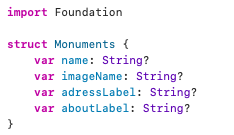 import Foundation
struct Monuments {
var name: String?
var imageName: String?
var adressLabel: String?
var aboutLabel: String?
}